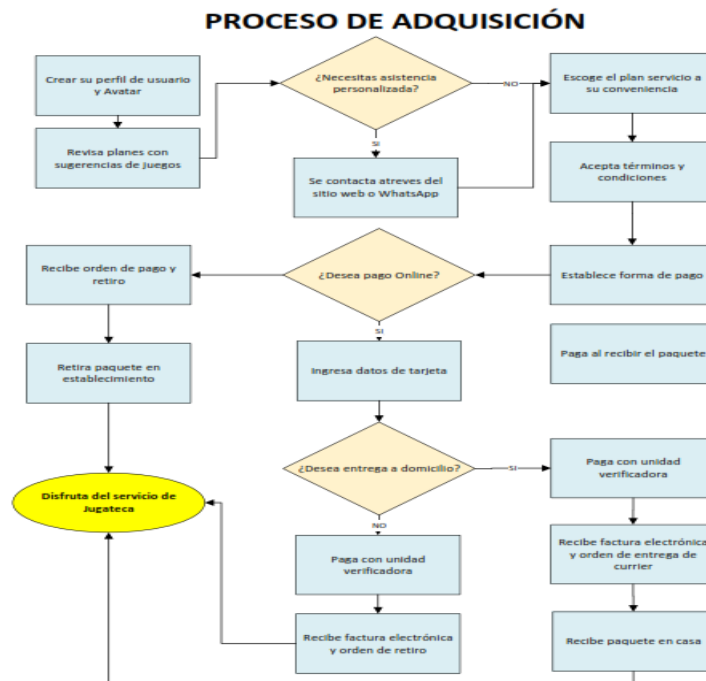 PROCESO DE ADQUISICIÓN
Crear su perfil de usuario
y Avatar
¿Necesitas asistencia
personalizada?
NO
Escoge el plan servicio a
su conveniencia
Revisa planes con
sugerencias de juegos
SI
Se contacta atreves del
sitio web o WhatsApp
Acepta términos y
condiciones
Recibe orden de pago y
retiro
¿Desea pago Online?
Establece forma de pago
SI
Retira paquete en
establecimiento
Ingresa datos de tarjeta
Paga al recibir el paquete
¿Desea entrega a domicilio?
SI
Paga con unidad
verificadora
Disfruta del servicio de
Jugateca
NO
Paga con unidad
verificadora
Recibe factura electrónica
y orden de entrega de
currier
Recibe factura electrónica
y orden de retiro
Recibe paquete en casa